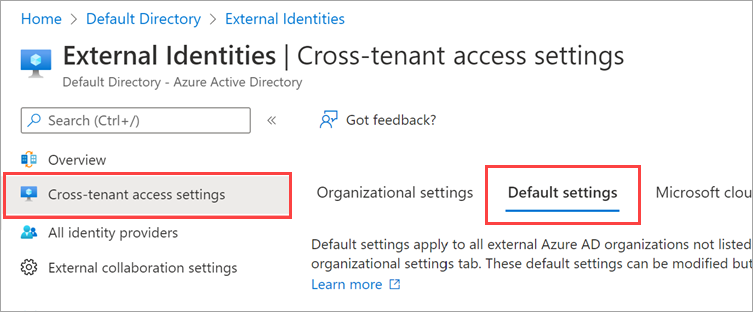 Home > Default Directory > External Identities
External Identities | Cross-tenant access settings
Default Directory - Azure Active Directory
Search (Ctrl+/)
«
Got feedback?
Overview
Cross-tenant access settings
All identity providers
External collaboration settings
Organizational settings
Default settings
Microsoft clou
Default settings apply to all external Azure AD organizations not listed
organizational settings tab. These default settings can be modified but
Learn more